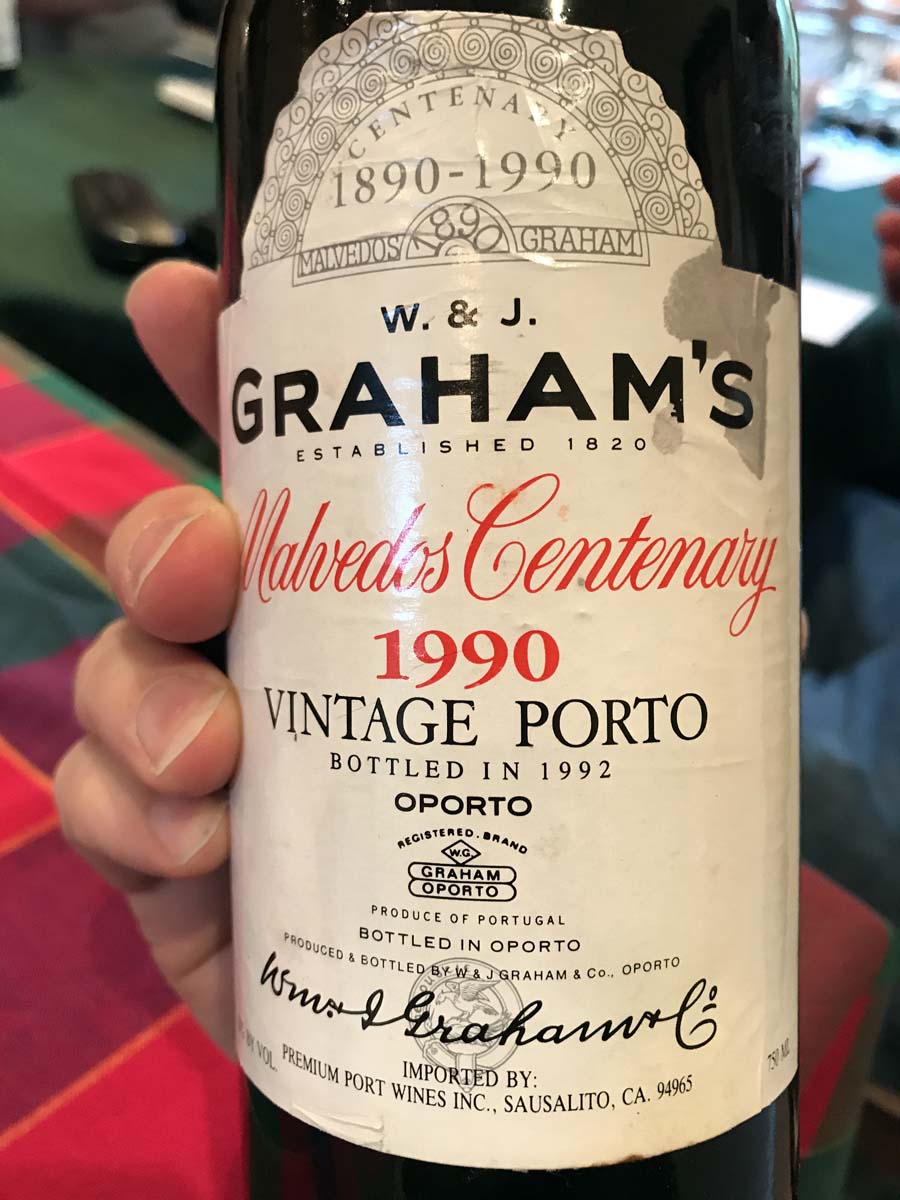 CENTENARY
1890-1990
1890
MALVEDOS GRAHAM
W. & J.
GRAHAM'S
ESTABLISHED 1820
Malvedos Centenary
1990
VINTAGE PORTO
BOTTLED IN 1992
OPORTO
REGISTERED.BRAND
W.G.
GRAHAM
OPORTO
PRODUCE OF PORTUGAL
BOTTLED IN OPORTO
PRODUCED & BOTTLED BY W & J GRAHAM & Co., OPORTO
Wm & J Graham & Co
BY VOL. 750 ML
IMPORTED BY:
PREMIUM PORT WINES INC., SAUSALITO, CA. 94965